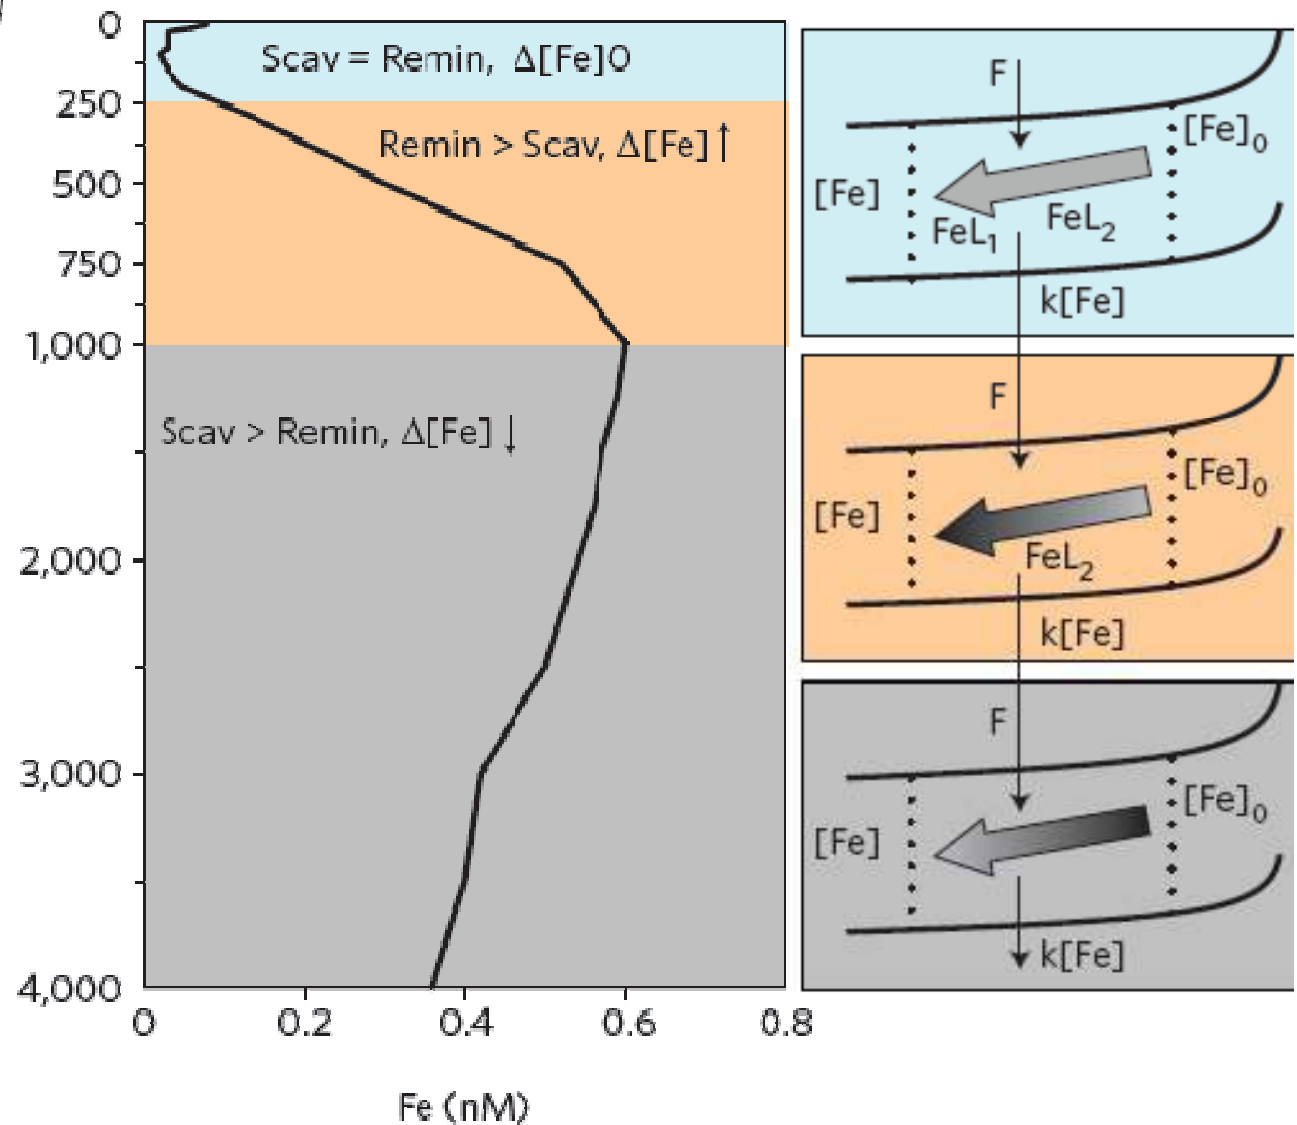 0
250
500
750
1,000
2,000
3,000
4,000
0 0.2 0.4 0.6 0.8
Fe (nM)
Scav = Remin, Δ[Fe]0
Remin > Scav, Δ[Fe]↑
Scav > Remin, Δ[Fe]↓
F
[Fe]₀
[Fe]
FeL₁
FeL₂
k[Fe]
F
[Fe]₀
[Fe]
FeL₂
k[Fe]
F
[Fe]₀
[Fe]
k[Fe]